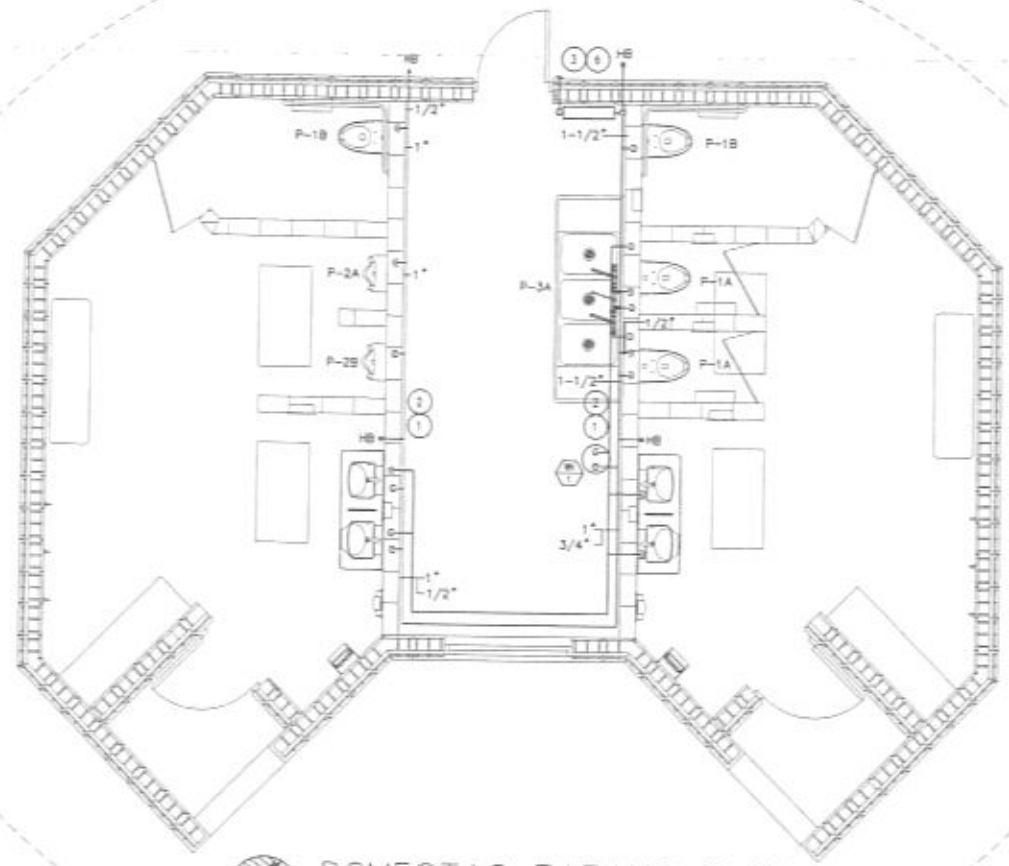 HB
3 6
HB
1/2"
P-1B
1"
1-1/2"
P-1B
P-2A
1"
P-3A
P-1A
1/2"
P-2B
P-1A
1-1/2"
2
1
2
1
HB
HB
1
1"
3/4"
1"
1/2"